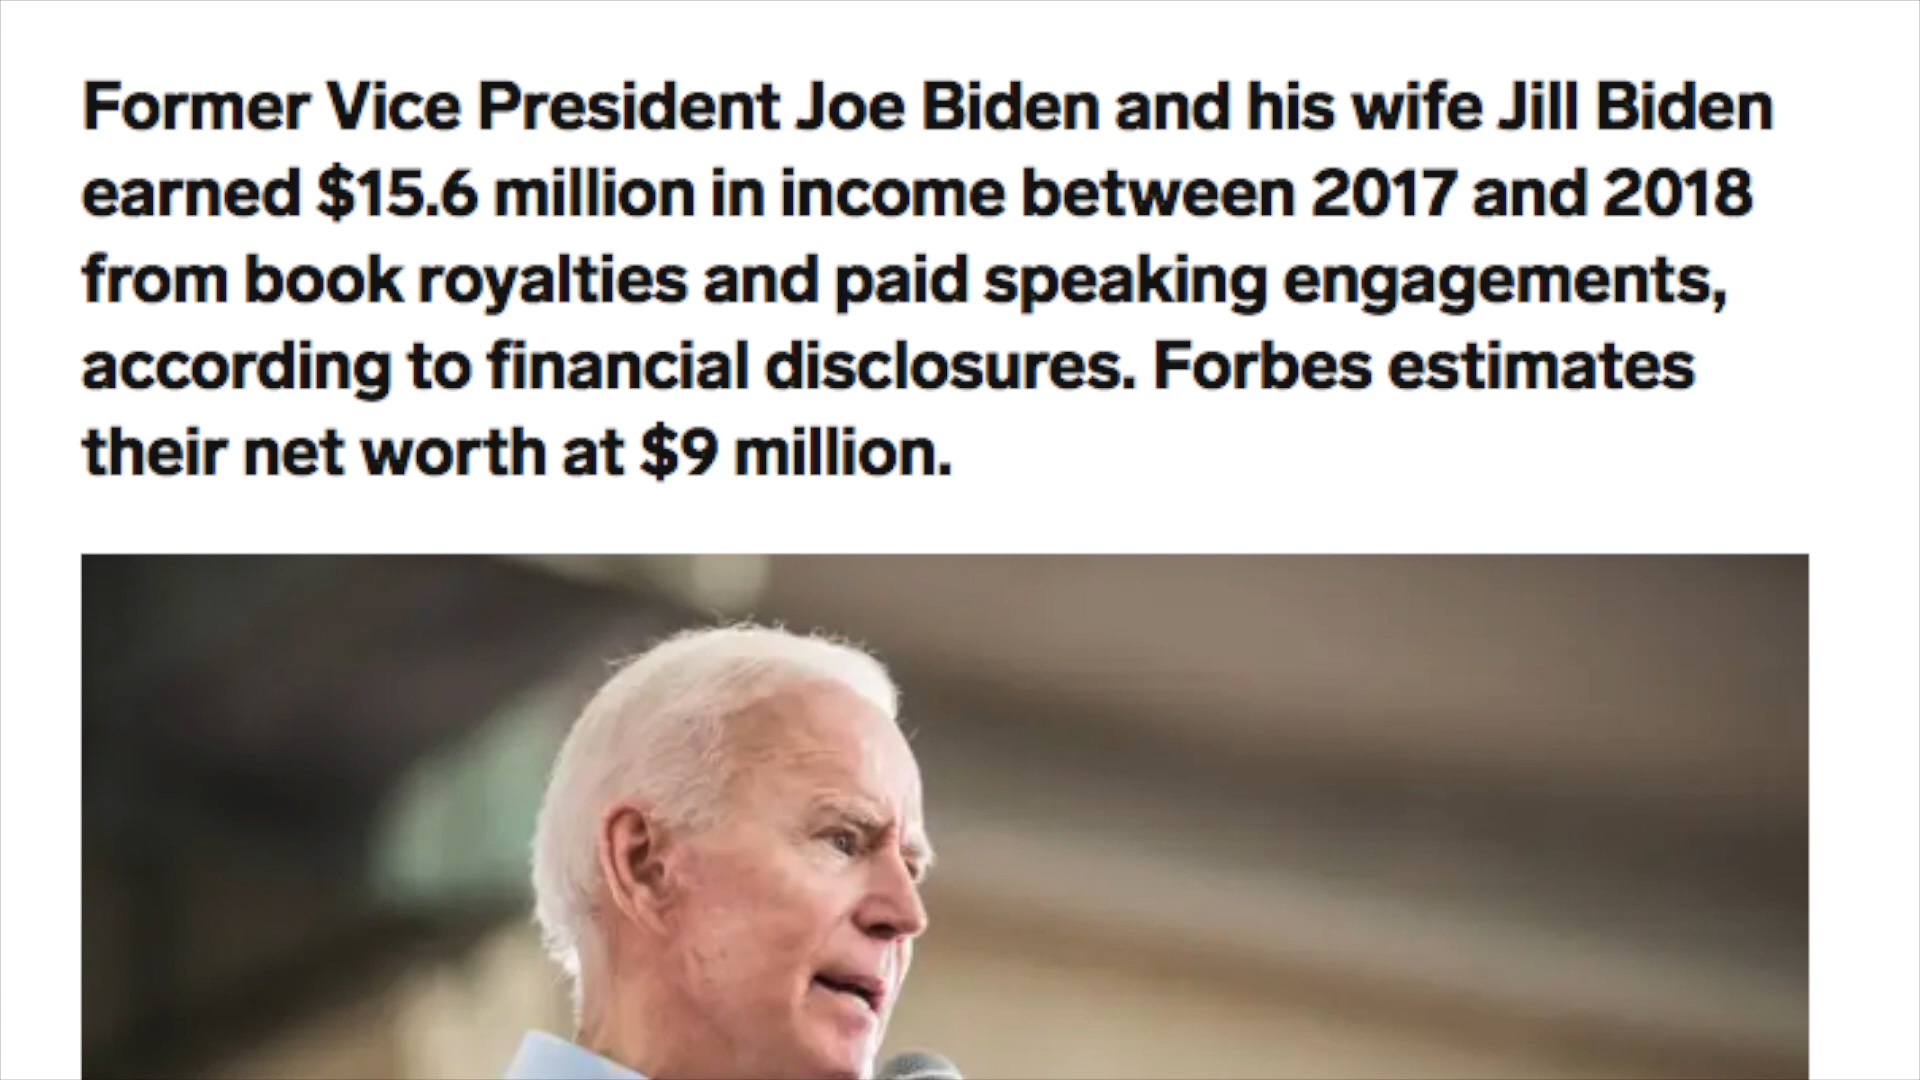 Former Vice President Joe Biden and his wife Jill Biden
earned $15.6 million in income between 2017 and 2018
from book royalties and paid speaking engagements,
according to financial disclosures. Forbes estimates
their net worth at $9 million.